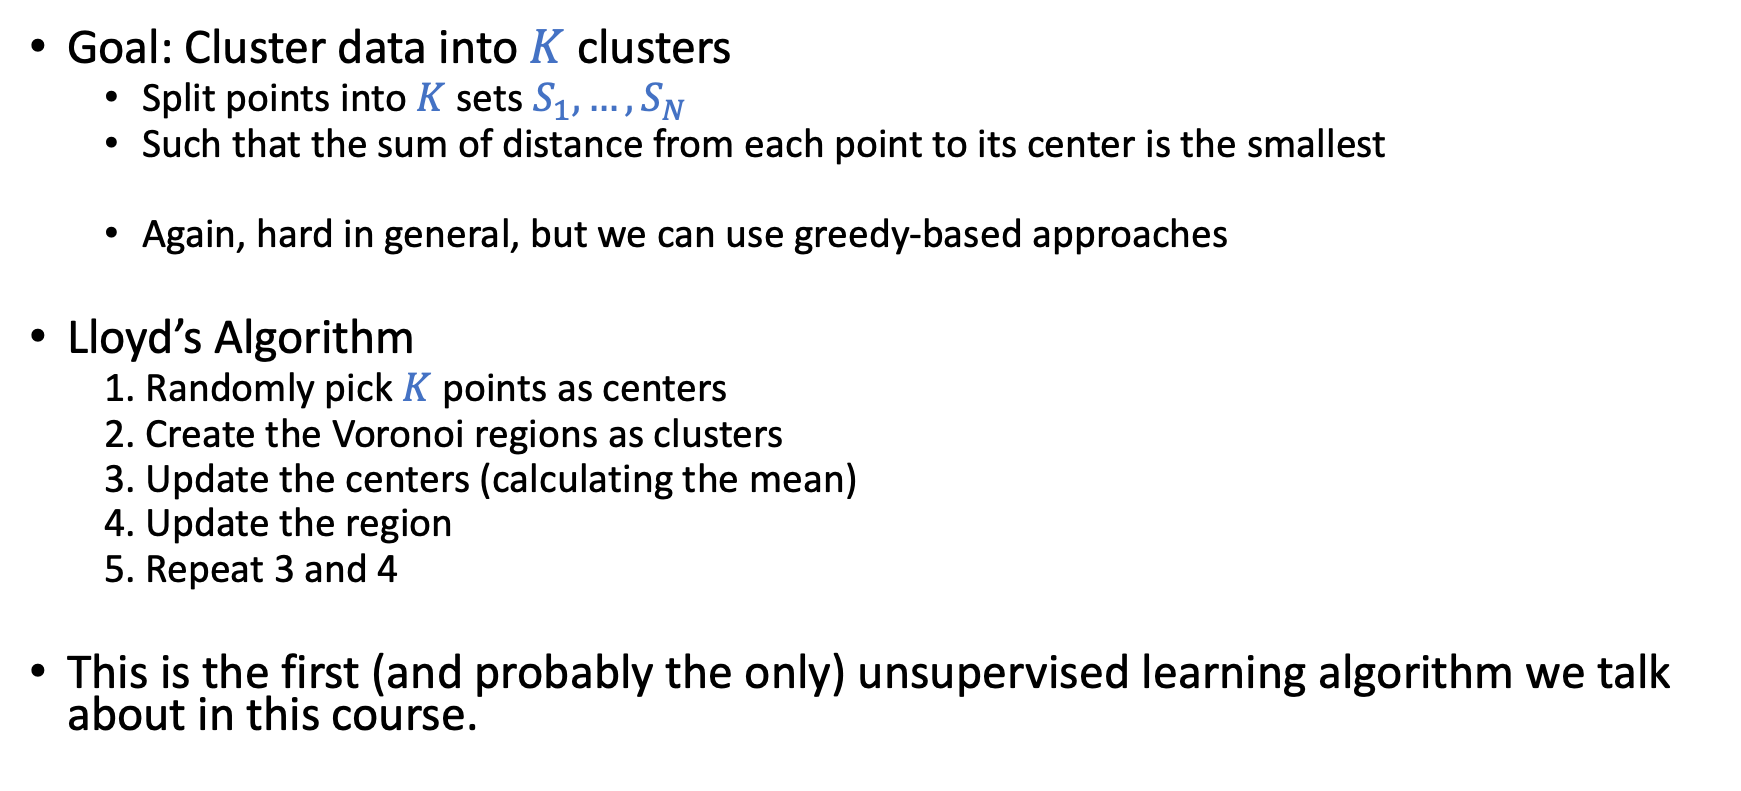 • Goal: Cluster data into K clusters
• Split points into K sets S₁, … , S_N
• Such that the sum of distance from each point to its center is the smallest
• Again, hard in general, but we can use greedy-based approaches
• Lloyd’s Algorithm
1. Randomly pick K points as centers
2. Create the Voronoi regions as clusters
3. Update the centers (calculating the mean)
4. Update the region
5. Repeat 3 and 4
• This is the first (and probably the only) unsupervised learning algorithm we talk
about in this course.